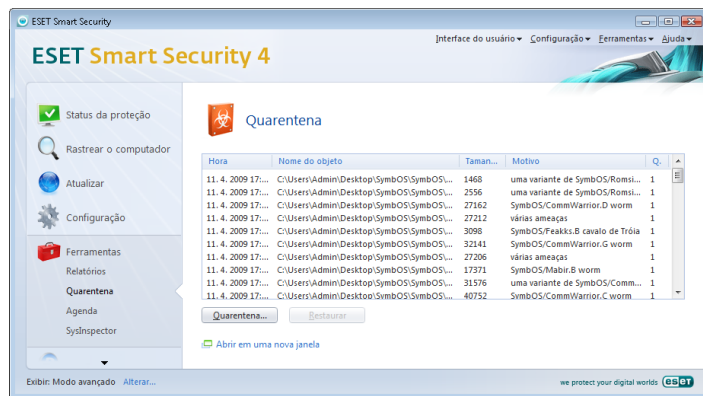 ESET Smart Security
Interface do usuário Configuração Ferramentas Ajuda
ESET Smart Security 4
Status da proteção
Rastrear o computador
Atualizar
Configuração
Ferramentas
Relatórios
Quarentena
Agenda
SysInspector
Quarentena
Hora Nome do objeto Taman... Motivo Q.
11. 4. 2009 17:... C:\Users\Admin\Desktop\SymbOS\SymbOS\... 1468 uma variante de SymbOS/Romsi... 1
11. 4. 2009 17:... C:\Users\Admin\Desktop\SymbOS\SymbOS\... 2556 uma variante de SymbOS/Romsi... 1
11. 4. 2009 17:... C:\Users\Admin\Desktop\SymbOS\SymbOS\... 27162 SymbOS/CommWarrior.D worm 1
11. 4. 2009 17:... C:\Users\Admin\Desktop\SymbOS\SymbOS\... 27212 várias ameaças 1
11. 4. 2009 17:... C:\Users\Admin\Desktop\SymbOS\SymbOS\... 3098 SymbOS/Feakks.B cavalo de Tróia 1
11. 4. 2009 17:... C:\Users\Admin\Desktop\SymbOS\SymbOS\... 32141 SymbOS/CommWarrior.G worm 1
11. 4. 2009 17:... C:\Users\Admin\Desktop\SymbOS\SymbOS\... 27206 várias ameaças 1
11. 4. 2009 17:... C:\Users\Admin\Desktop\SymbOS\SymbOS\... 17371 SymbOS/Mabir.B worm 1
11. 4. 2009 17:... C:\Users\Admin\Desktop\SymbOS\SymbOS\... 31576 uma variante de SymbOS/Comm... 1
11. 4. 2009 17:... C:\Users\Admin\Desktop\SymbOS\SymbOS\... 40752 SymbOS/CommWarrior.C worm 1
Quarentena... Restaurar
Abrir em uma nova janela
Exibir: Modo avançado Alterar...
we protect your digital worlds eset